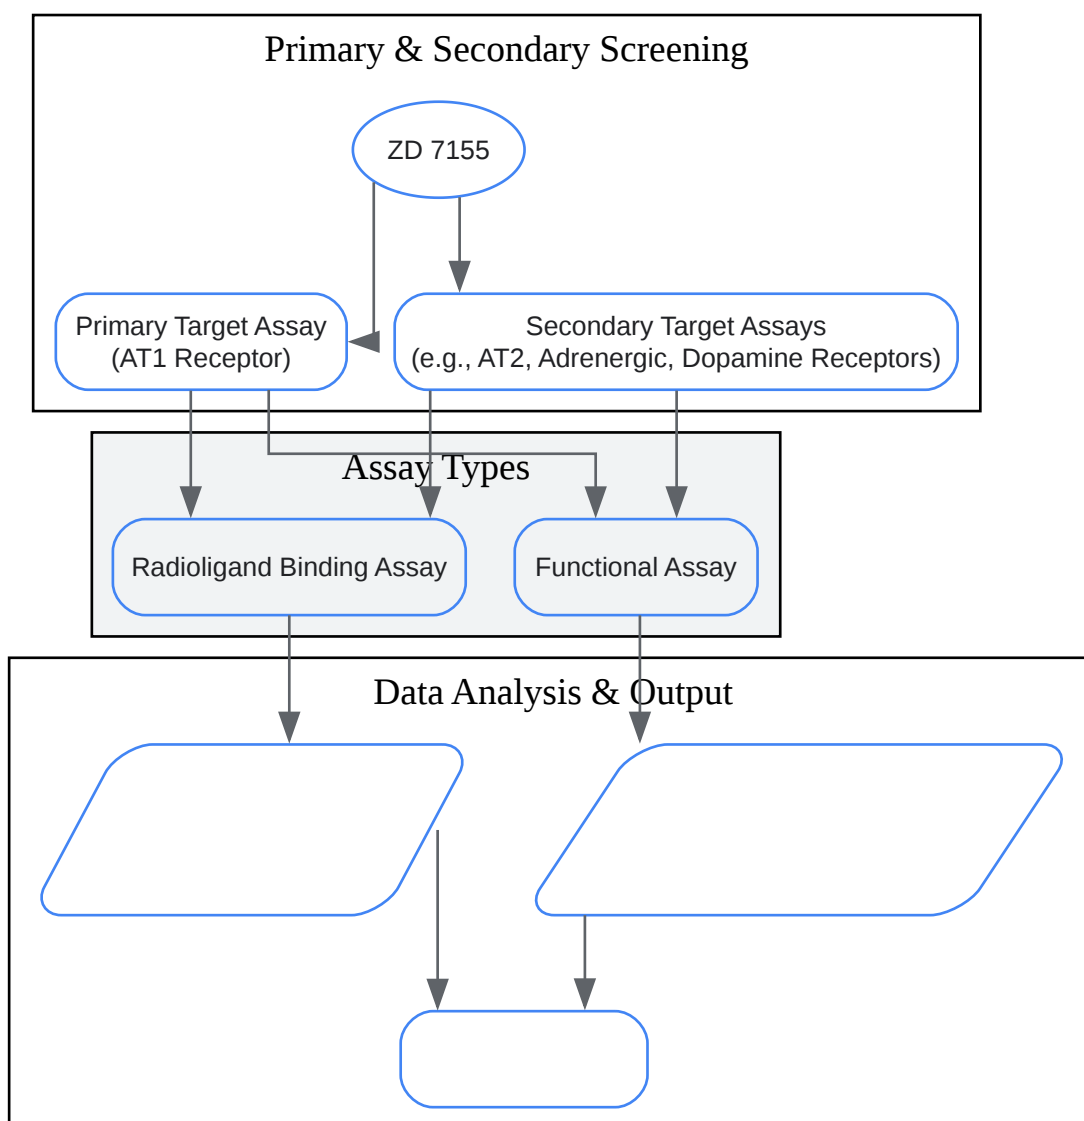 Primary & Secondary Screening
ZD 7155
Primary Target Assay
(AT1 Receptor)
Secondary Target Assays
(e.g., AT2, Adrenergic, Dopamine Receptors)
Assay Types
Radioligand Binding Assay
Functional Assay
Data Analysis & Output